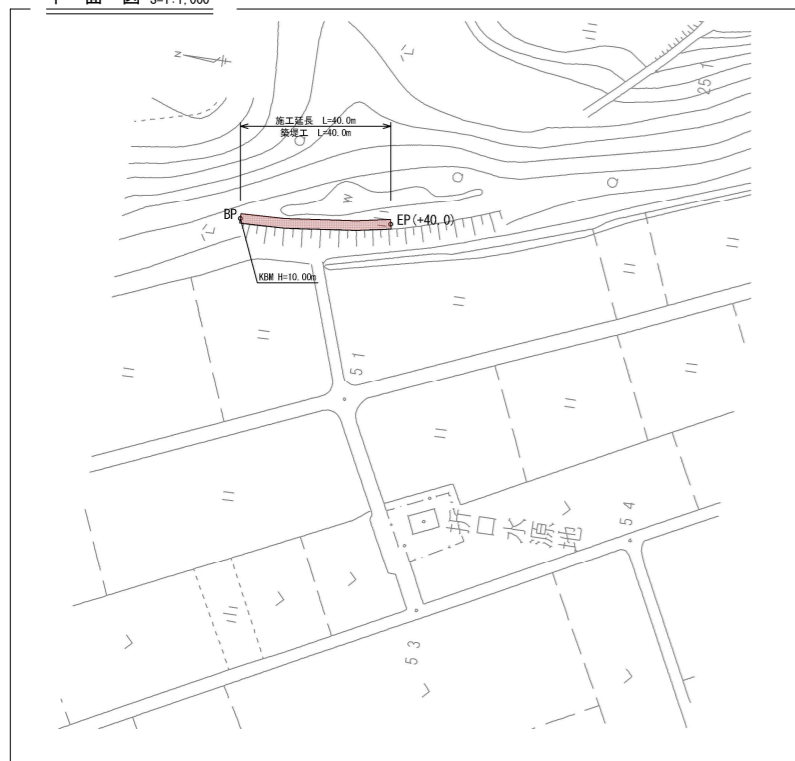 平 面 図 S=1:1,000
N
251
施工延長 L=40.0m
築堤工 L=40.0m
W
BP
EP(+40.0)
KBM H=10.00m
51
折口水源地
54
53